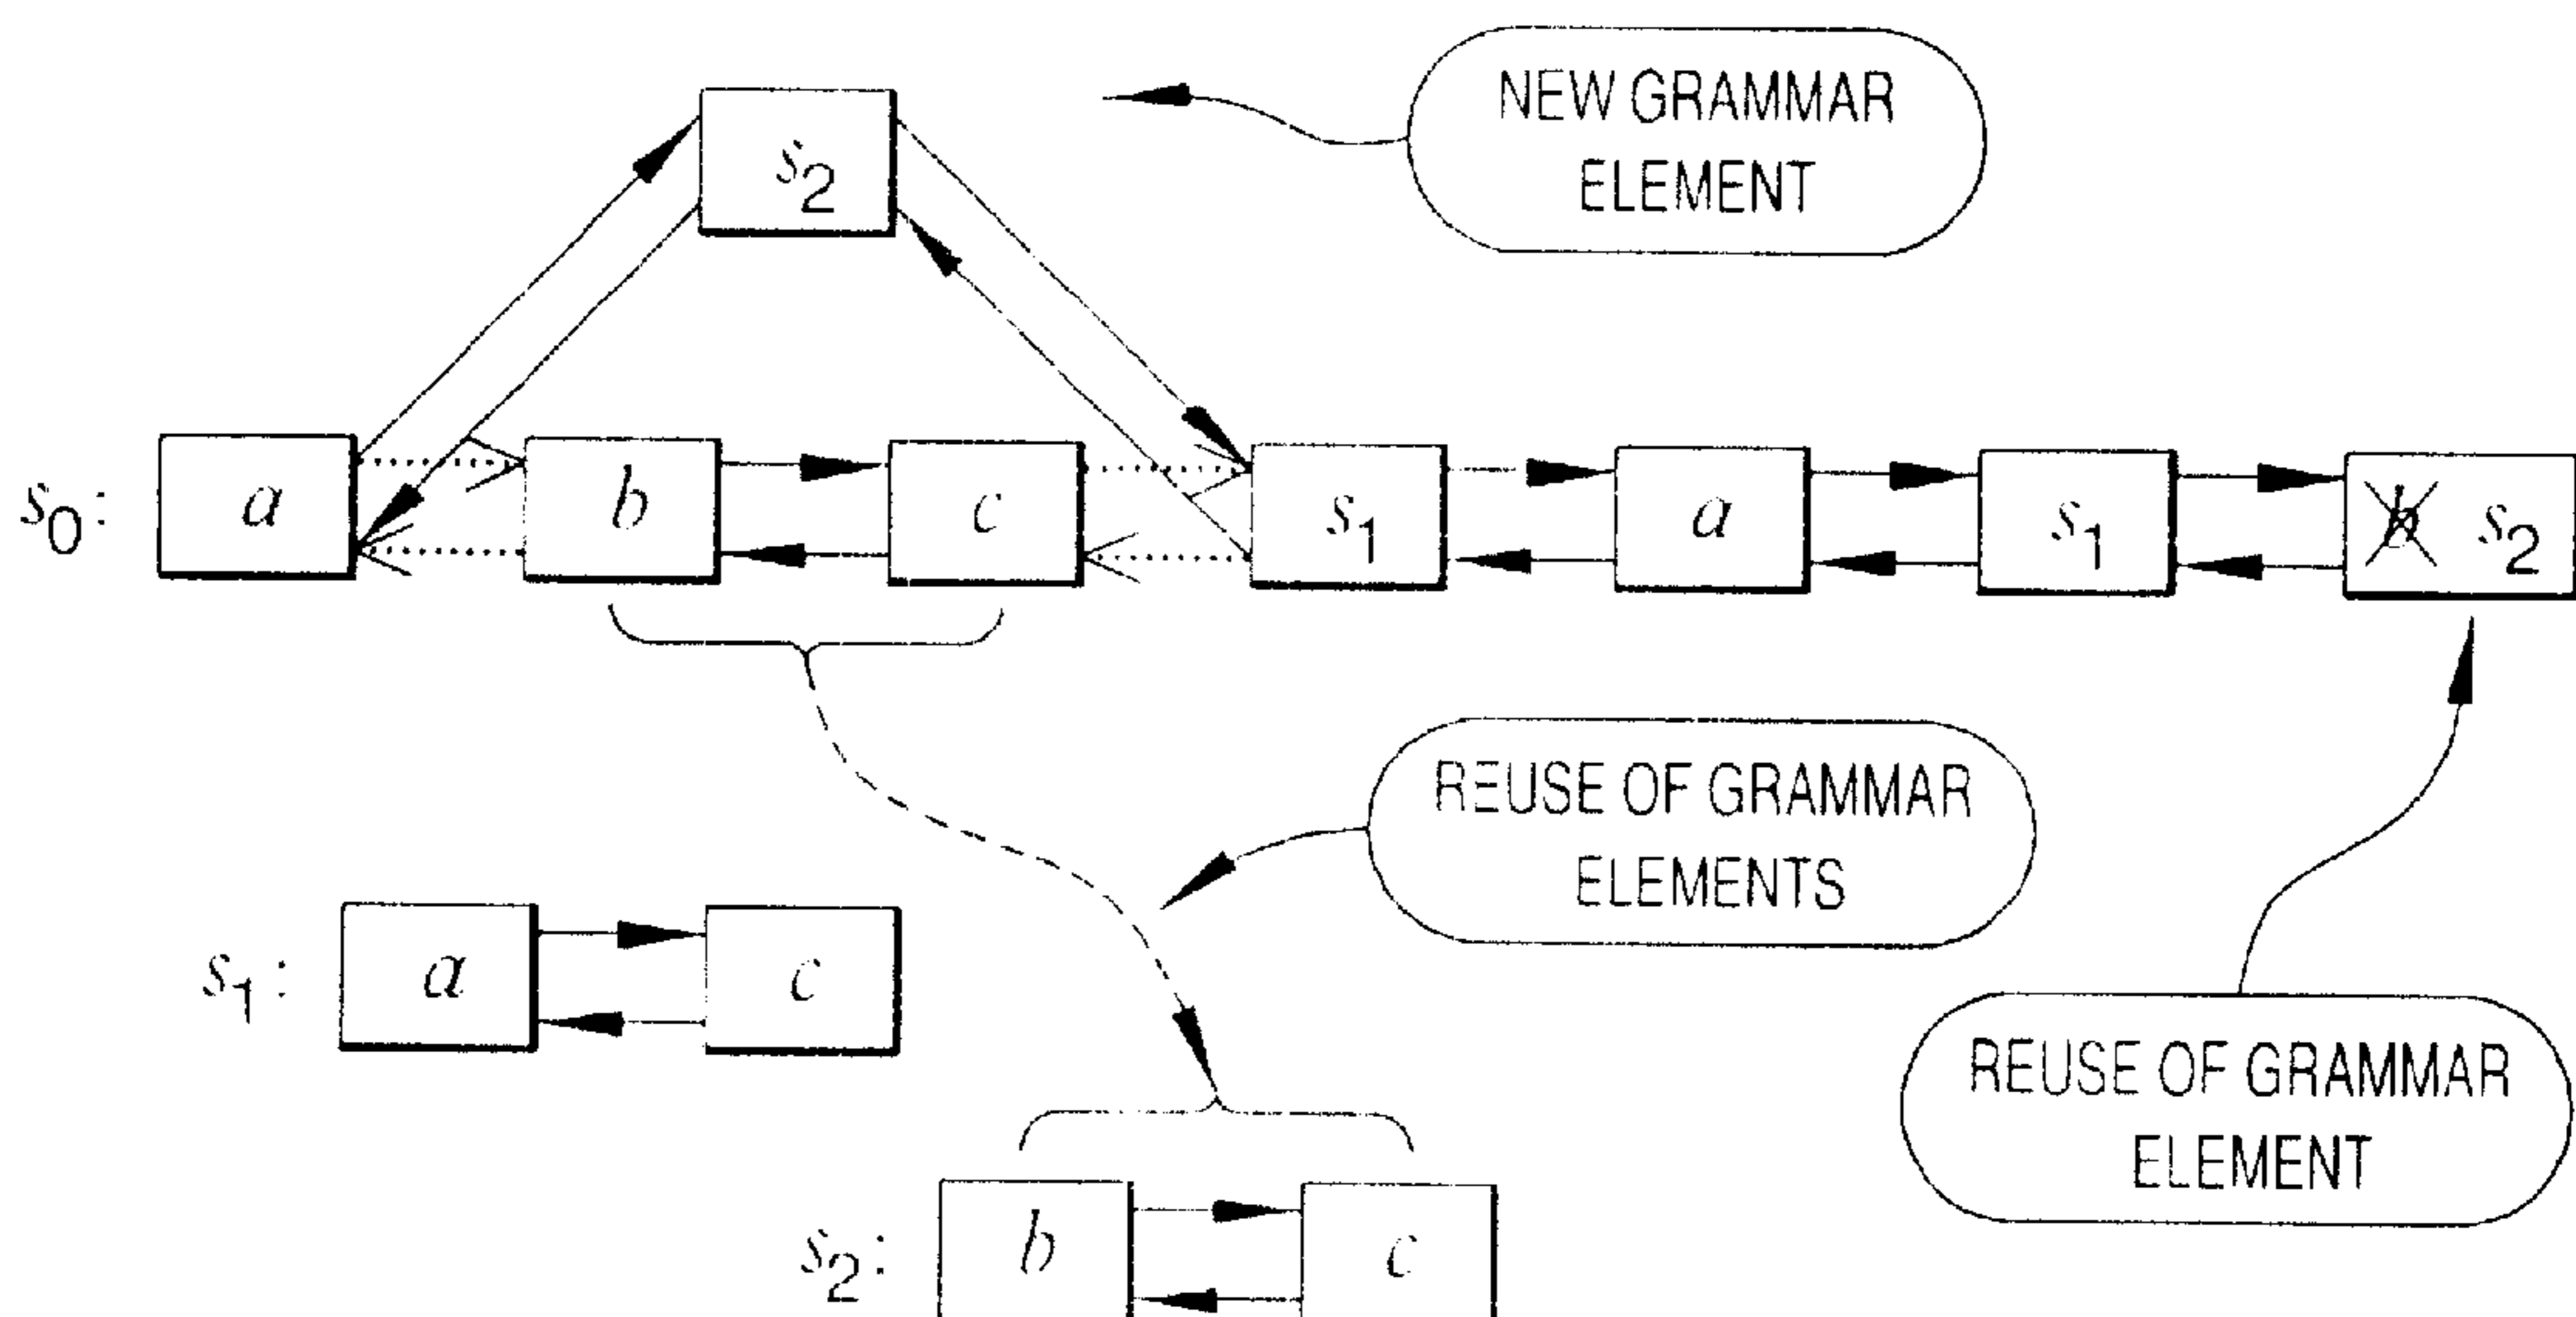 NEW GRAMMAR
ELEMENT
s2
s0: a b c s1 a s1 b s2
REUSE OF GRAMMAR
ELEMENTS
s1: a c
REUSE OF GRAMMAR
ELEMENT
s2: b c